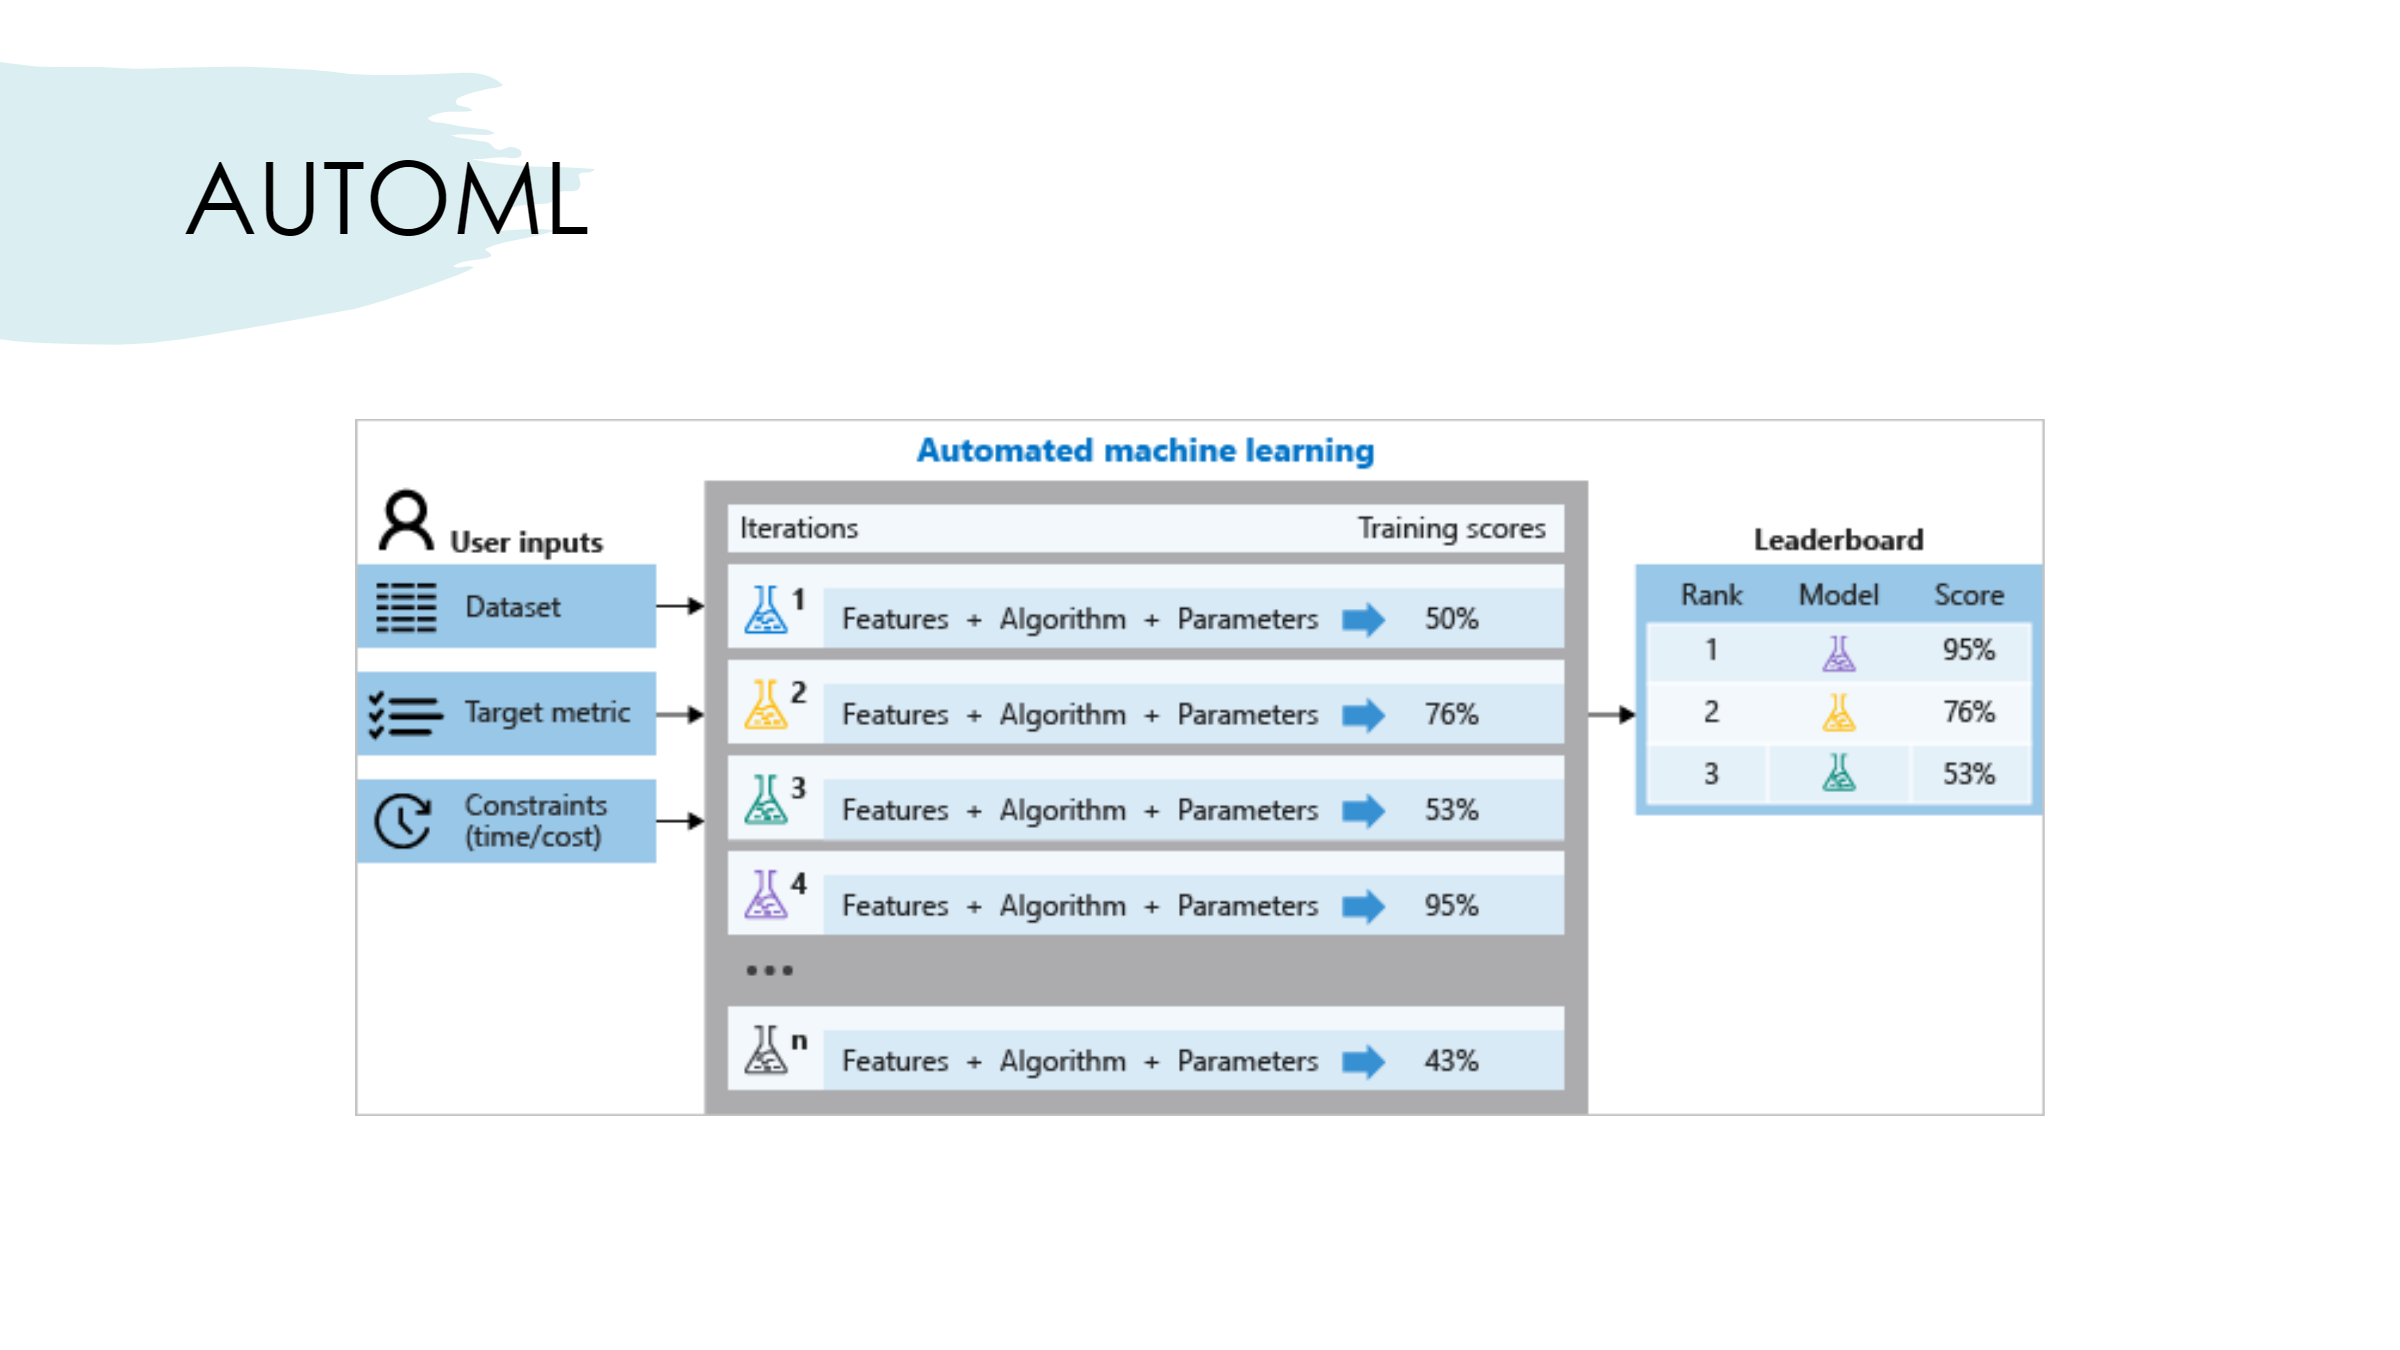 AUTOML
Automated machine learning
User inputs
Dataset
Target metric
Constraints
(time/cost)
Iterations Training scores
1 Features + Algorithm + Parameters 50%
2 Features + Algorithm + Parameters 76%
3 Features + Algorithm + Parameters 53%
4 Features + Algorithm + Parameters 95%
...
n Features + Algorithm + Parameters 43%
Leaderboard
Rank Model Score
1 95%
2 76%
3 53%